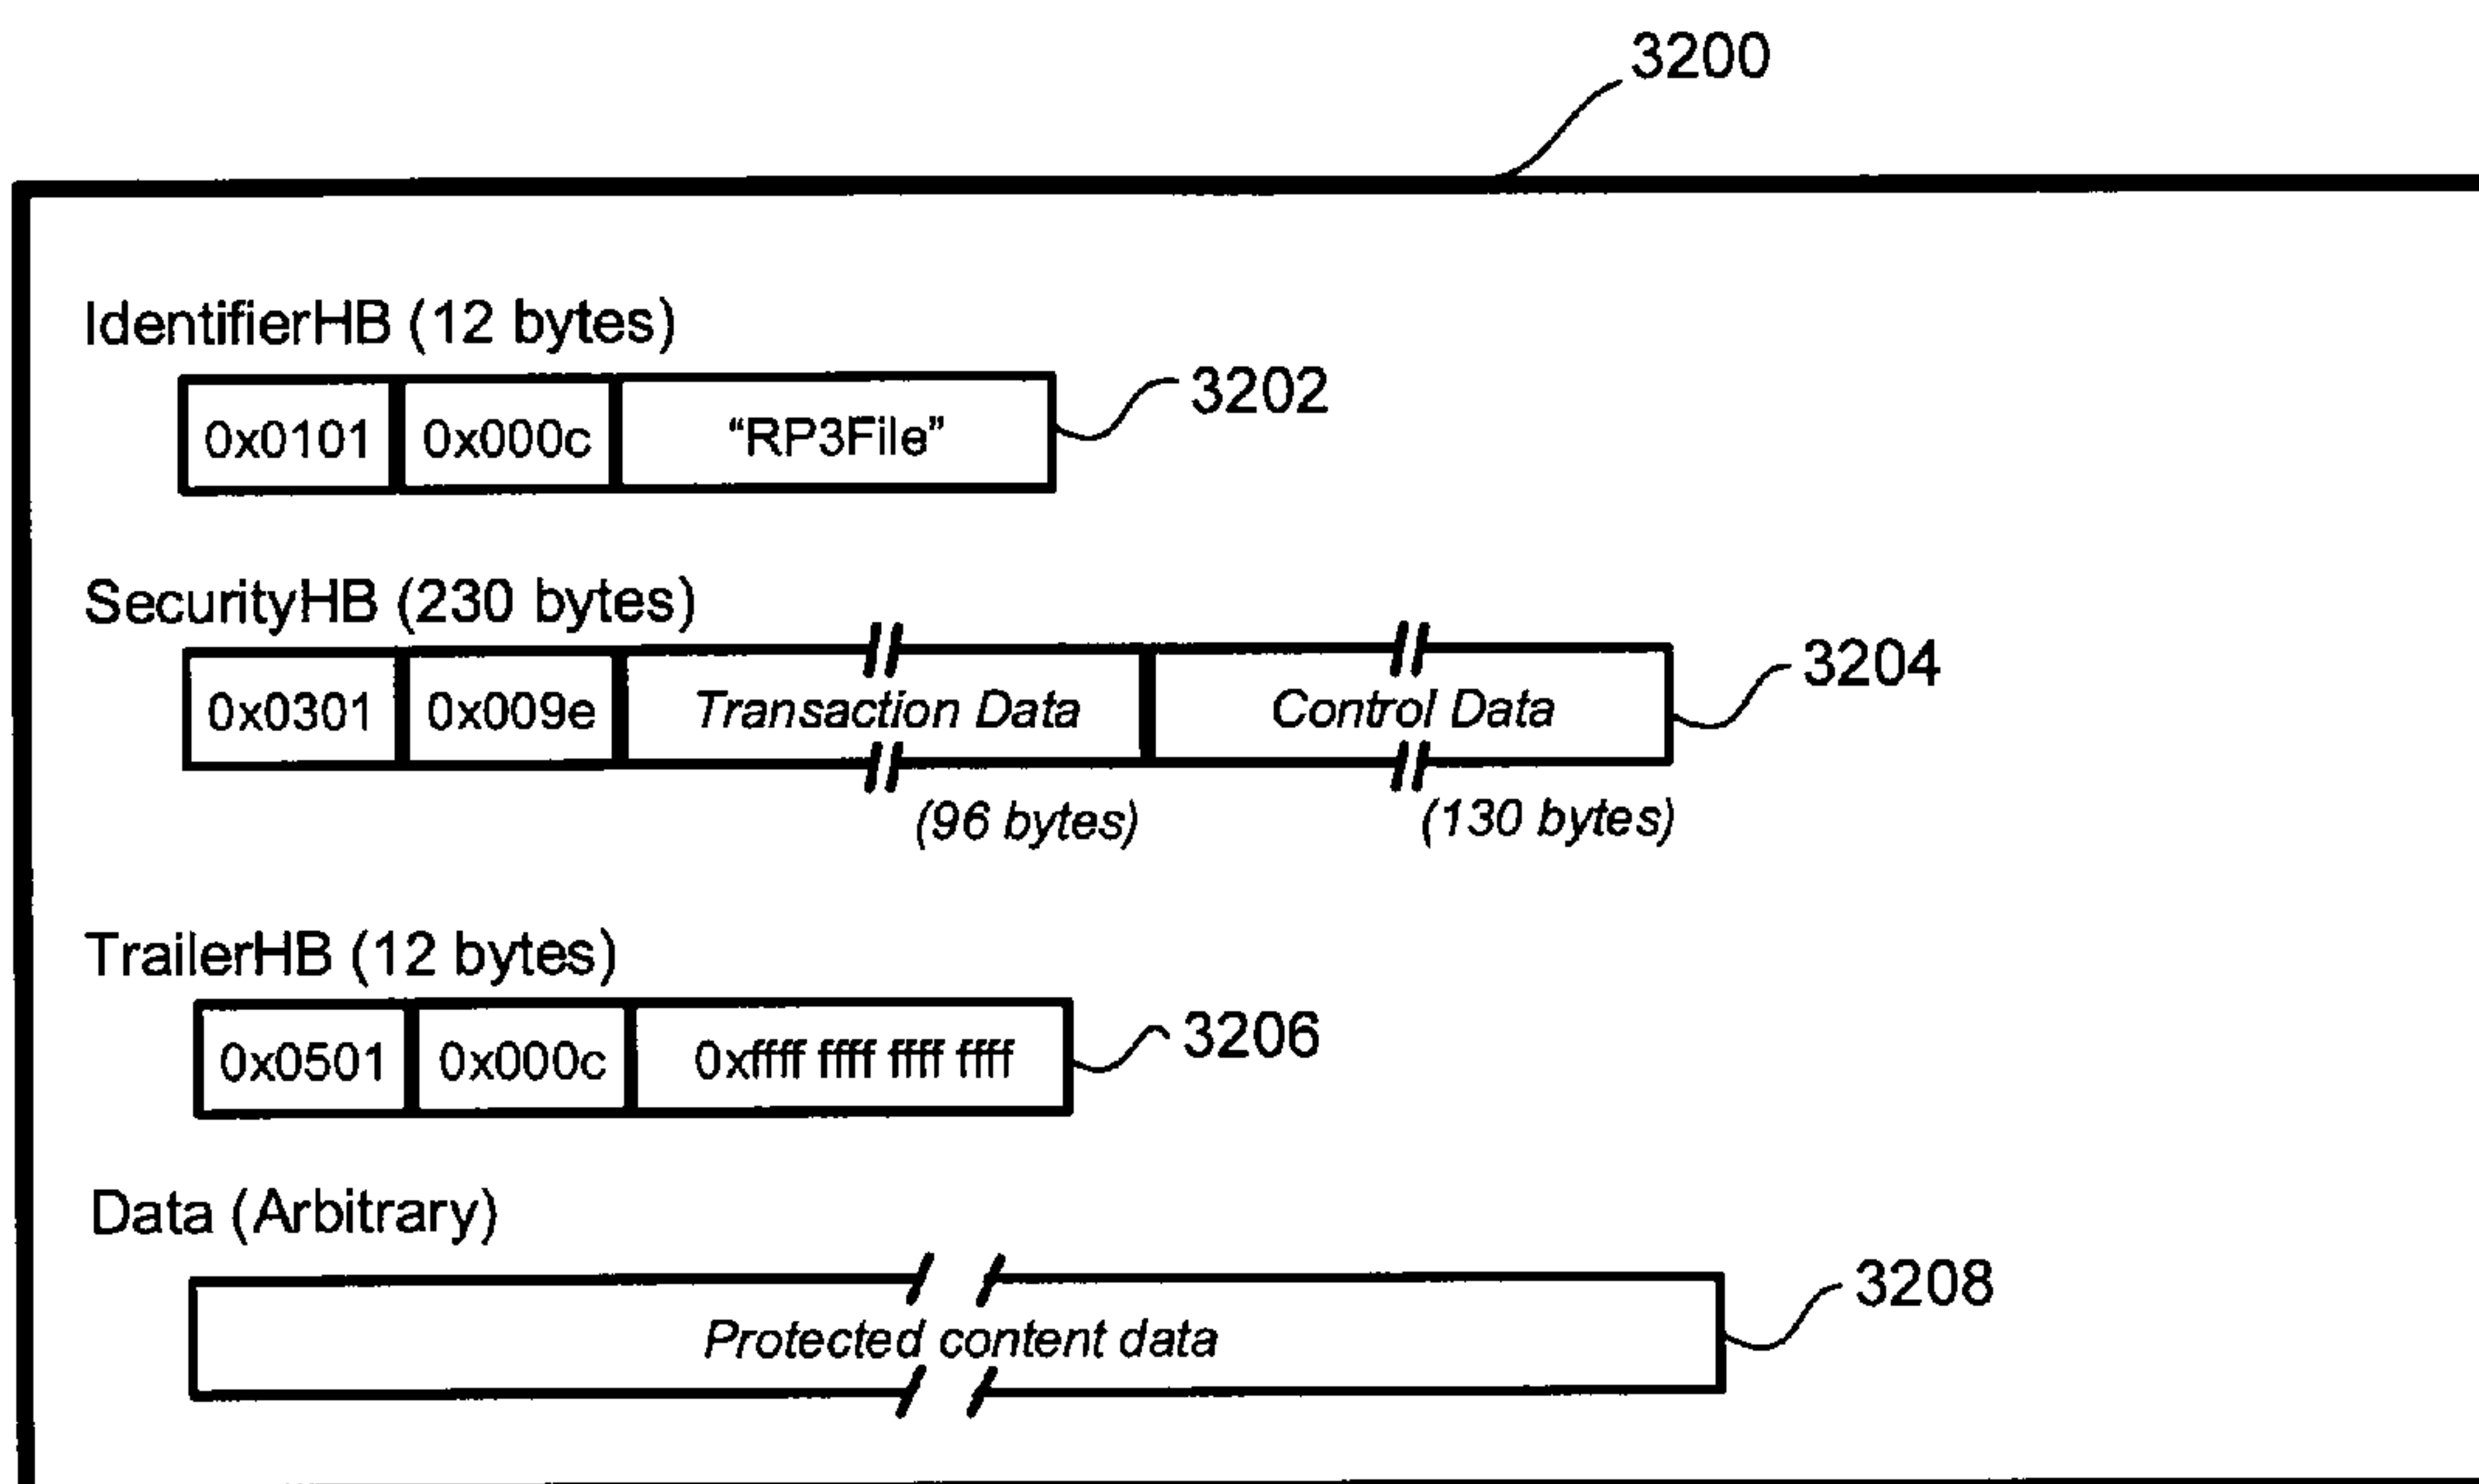 3200
IdentifierHB (12 bytes)
0x0101 0x000c “RP3File” 3202
SecurityHB (230 bytes)
0x0301 0x009e Transaction Data Control Data 3204
(96 bytes) (130 bytes)
TrailerHB (12 bytes)
0x0501 0x000c 0xffff ffff ffff ffff 3206
Data (Arbitrary)
Protected content data 3208